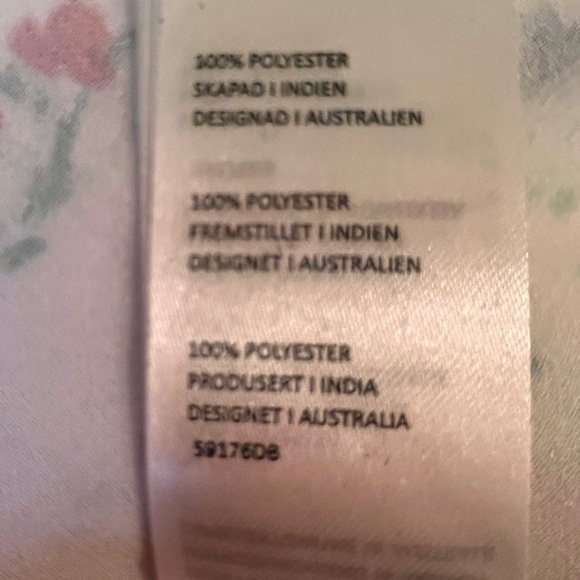 100% POLYESTER
SKAPAD I INDIEN
DESIGNAD I AUSTRALIEN
100% POLYESTER
FREMSTILLET I INDIEN
DESIGNET I AUSTRALIEN
100% POLYESTER
PRODUSERT I INDIA
DESIGNET I AUSTRALIA
59176DB